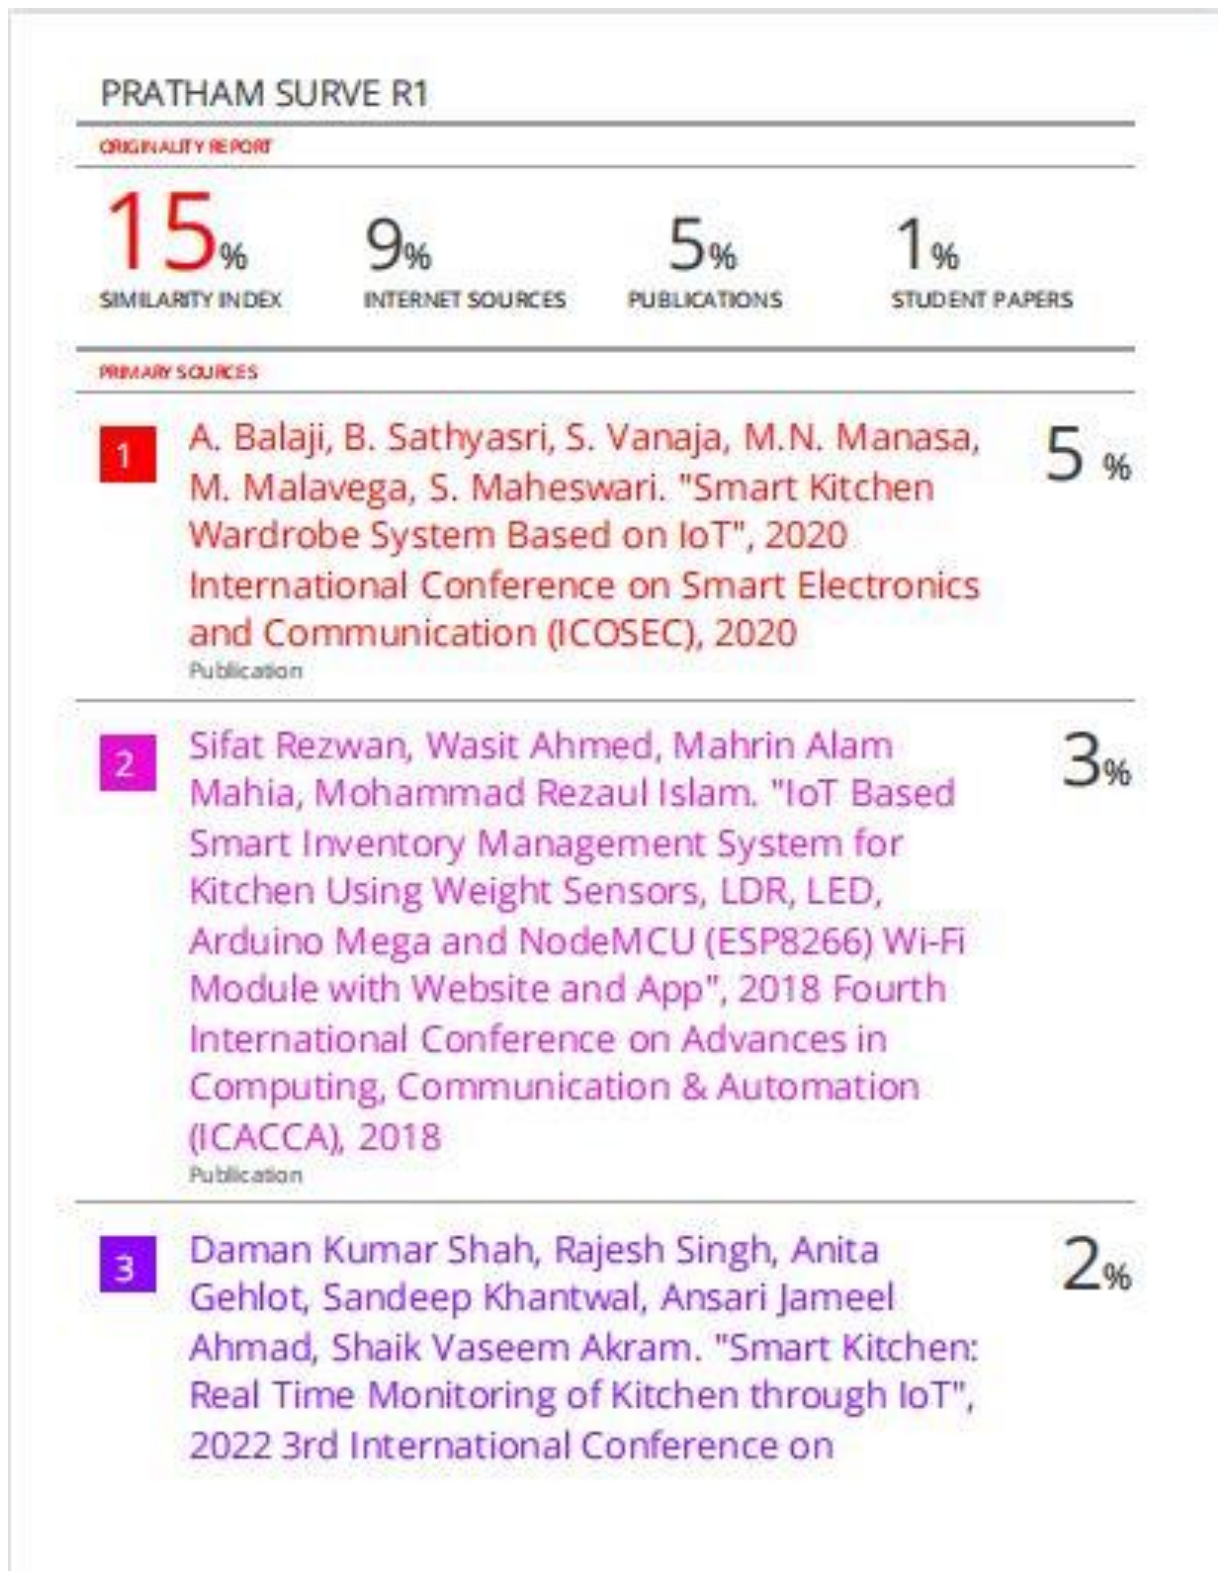 PRATHAM SURVE R1
ORIGINALITY REPORT
15% 9% 5% 1%
SIMILARITY INDEX INTERNET SOURCES PUBLICATIONS STUDENT PAPERS
PRIMARY SOURCES
1 A. Balaji, B. Sathyasri, S. Vanaja, M.N. Manasa, 5 %
M. Malavega, S. Maheswari. "Smart Kitchen
Wardrobe System Based on IoT", 2020
International Conference on Smart Electronics
and Communication (ICOSEC), 2020
Publication
2 Sifat Rezwan, Wasit Ahmed, Mahrin Alam 3%
Mahia, Mohammad Rezaul Islam. "IoT Based
Smart Inventory Management System for
Kitchen Using Weight Sensors, LDR, LED,
Arduino Mega and NodeMCU (ESP8266) Wi-Fi
Module with Website and App", 2018 Fourth
International Conference on Advances in
Computing, Communication & Automation
(ICACCA), 2018
Publication
3 Daman Kumar Shah, Rajesh Singh, Anita 2%
Gehlot, Sandeep Khantwal, Ansari Jameel
Ahmad, Shaik Vaseem Akram. "Smart Kitchen:
Real Time Monitoring of Kitchen through IoT",
2022 3rd International Conference on